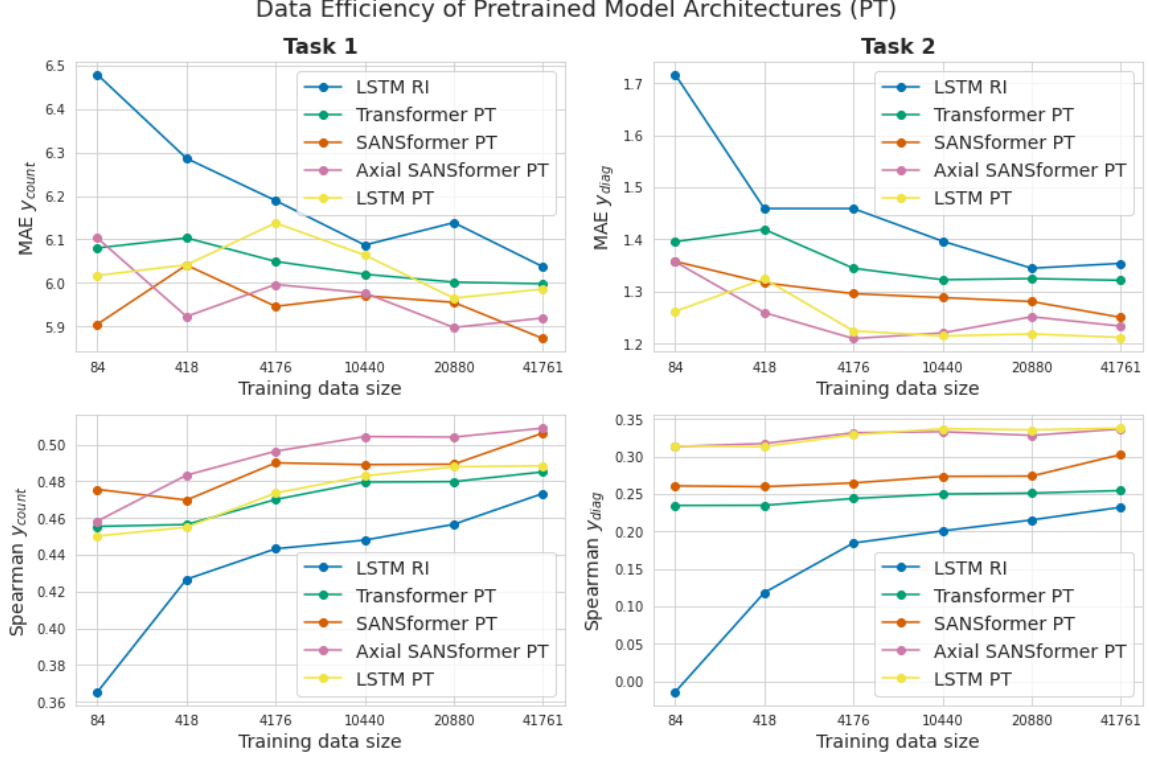 Data Efficiency of Pretrained Model Architectures (PT)
Task 1
6.5
6.4
6.3
6.2
6.1
6.0
5.9
MAE y_count
LSTM RI
Transformer PT
SANSformer PT
Axial SANSformer PT
LSTM PT
84 418 4176 10440 20880 41761
Training data size
Task 2
1.7
1.6
1.5
1.4
1.3
1.2
MAE y_diag
LSTM RI
Transformer PT
SANSformer PT
Axial SANSformer PT
LSTM PT
84 418 4176 10440 20880 41761
Training data size
0.50
0.48
0.46
0.44
0.42
0.40
0.38
0.36
Spearman y_count
LSTM RI
Transformer PT
SANSformer PT
Axial SANSformer PT
LSTM PT
84 418 4176 10440 20880 41761
Training data size
0.35
0.30
0.25
0.20
0.15
0.10
0.05
0.00
Spearman y_diag
LSTM RI
Transformer PT
SANSformer PT
Axial SANSformer PT
LSTM PT
84 418 4176 10440 20880 41761
Training data size